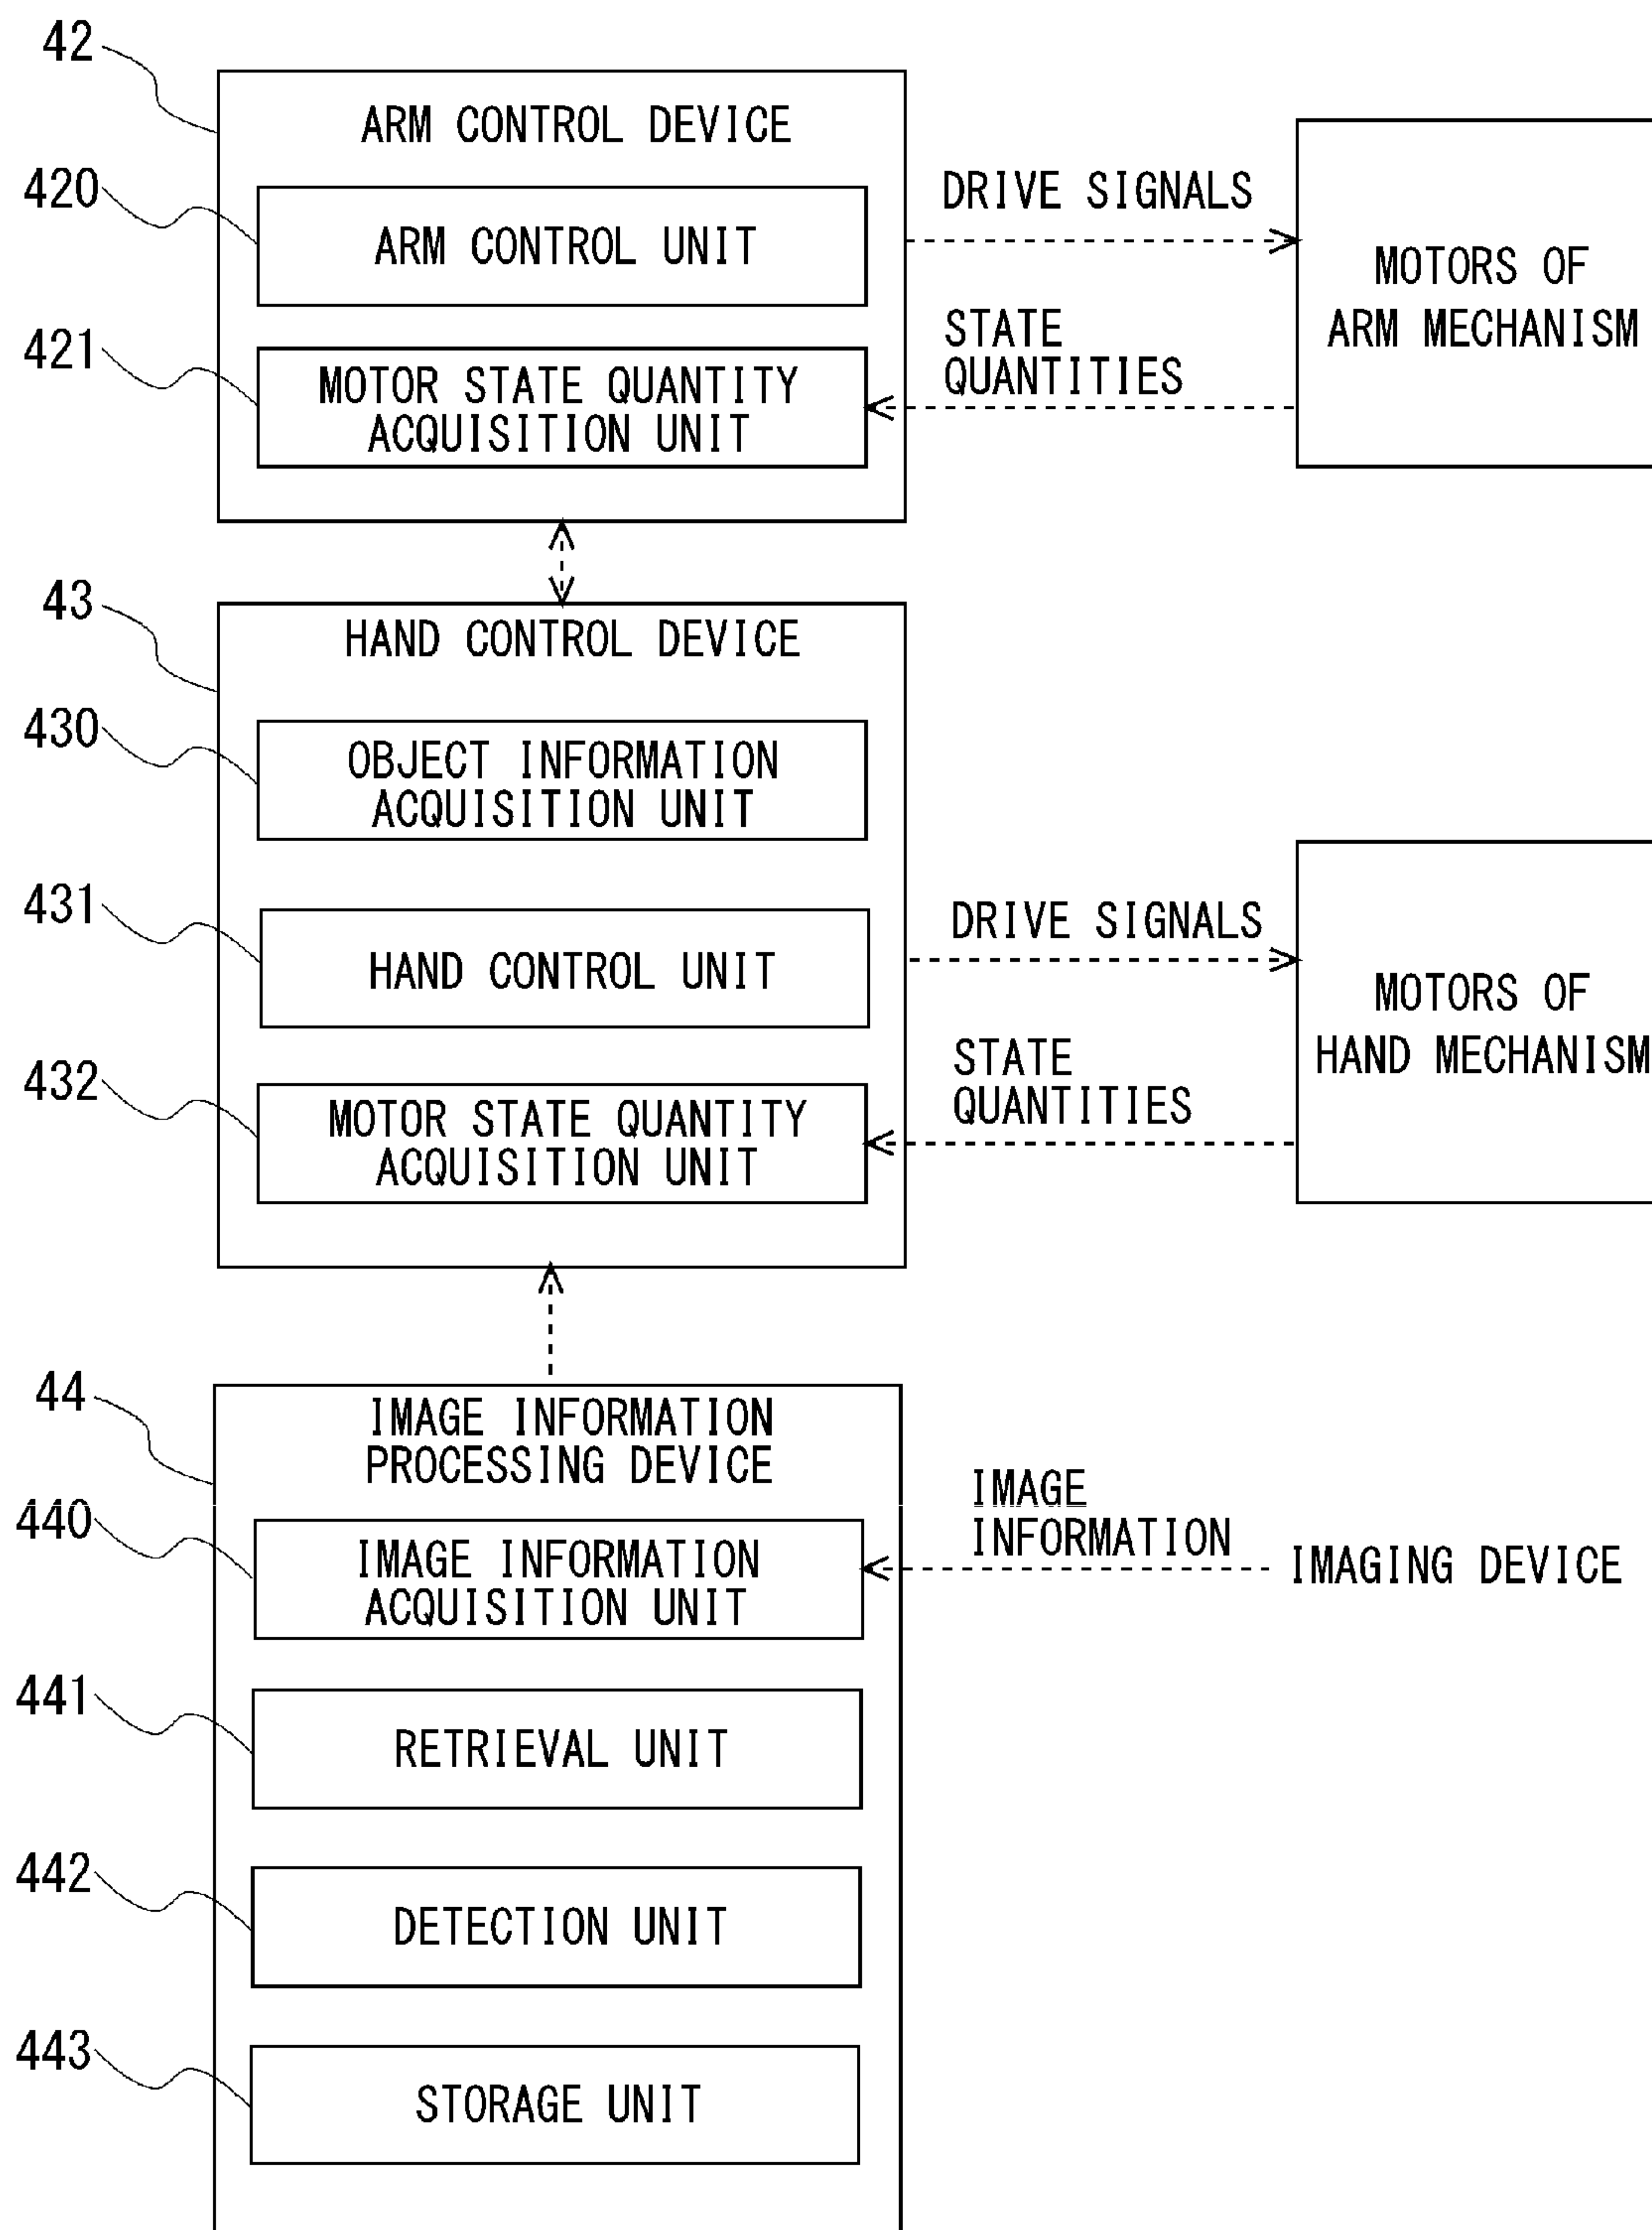 42
ARM CONTROL DEVICE
420
ARM CONTROL UNIT
421
MOTOR STATE QUANTITY
ACQUISITION UNIT
DRIVE SIGNALS
STATE
QUANTITIES
MOTORS OF
ARM MECHANISM
43
HAND CONTROL DEVICE
430
OBJECT INFORMATION
ACQUISITION UNIT
431
HAND CONTROL UNIT
432
MOTOR STATE QUANTITY
ACQUISITION UNIT
DRIVE SIGNALS
STATE
QUANTITIES
MOTORS OF
HAND MECHANISM
44
IMAGE INFORMATION
PROCESSING DEVICE
440
IMAGE INFORMATION
ACQUISITION UNIT
IMAGE
INFORMATION
IMAGING DEVICE
441
RETRIEVAL UNIT
442
DETECTION UNIT
443
STORAGE UNIT